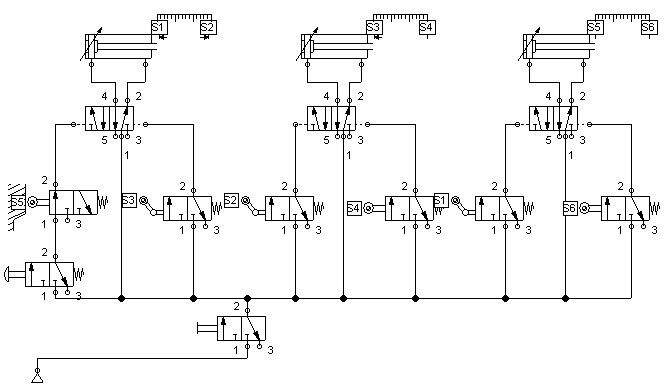 S1 S2 S3 S4 S5 S6
4 2 4 2 4 2
5 3 5 3 5 3
1 1 1
2 2 2 2 2 2
S5 S3 S2 S4 S1 S6
1 3 1 3 1 3 1 3 1 3 1 3
2
1 3
2
1 3